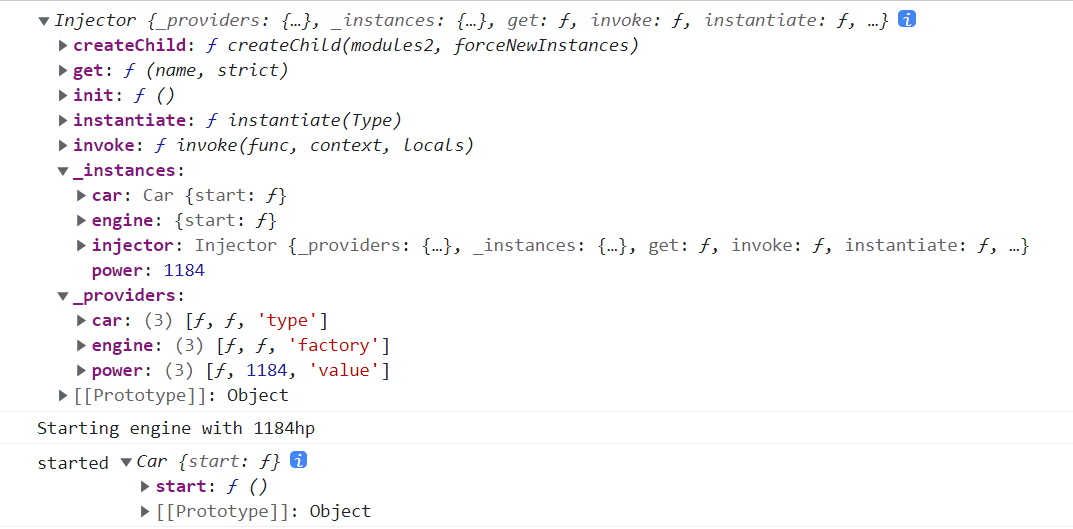 ▼Injector {_providers: {…}, _instances: {…}, get: ƒ, invoke: ƒ, instantiate: ƒ, …} i
▶createChild: ƒ createChild(modules2, forceNewInstances)
▶get: ƒ (name, strict)
▶init: ƒ ()
▶instantiate: ƒ instantiate(Type)
▶invoke: ƒ invoke(func, context, locals)
▼_instances:
▶car: Car {start: ƒ}
▶engine: {start: ƒ}
▶injector: Injector {_providers: {…}, _instances: {…}, get: ƒ, invoke: ƒ, instantiate: ƒ, …}
power: 1184
▼_providers:
▶car: (3) [ƒ, ƒ, 'type']
▶engine: (3) [ƒ, ƒ, 'factory']
▶power: (3) [ƒ, 1184, 'value']
▶[[Prototype]]: Object
Starting engine with 1184hp
started ▼Car {start: ƒ} i
▶start: ƒ ()
▶[[Prototype]]: Object